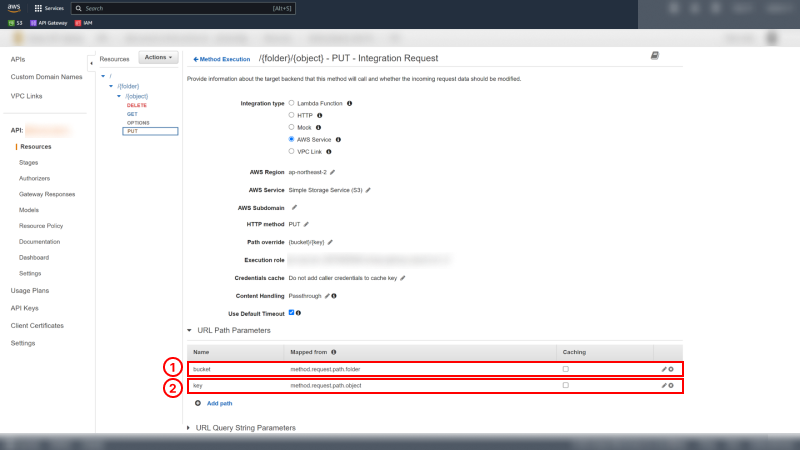 aws Services Search [Alt+S]
S3 API Gateway IAM
APIs
Custom Domain Names
VPC Links
API:
Resources
Stages
Authorizers
Gateway Responses
Models
Resource Policy
Documentation
Dashboard
Settings
Usage Plans
API Keys
Client Certificates
Settings
Resources Actions
/
/{folder}
/{object}
DELETE
GET
OPTIONS
PUT
Method Execution /{folder}/{object} - PUT - Integration Request
Provide information about the target backend that this method will call and whether the incoming request data should be modified.
Integration type Lambda Function
HTTP
Mock
AWS Service
VPC Link
AWS Region ap-northeast-2
AWS Service Simple Storage Service (S3)
AWS Subdomain
HTTP method PUT
Path override {bucket}/{key}
Execution role
Credentials cache Do not add caller credentials to cache key
Content Handling Passthrough
Use Default Timeout
URL Path Parameters
Name Mapped from Caching
1 bucket method.request.path.folder
2 key method.request.path.object
Add path
URL Query String Parameters